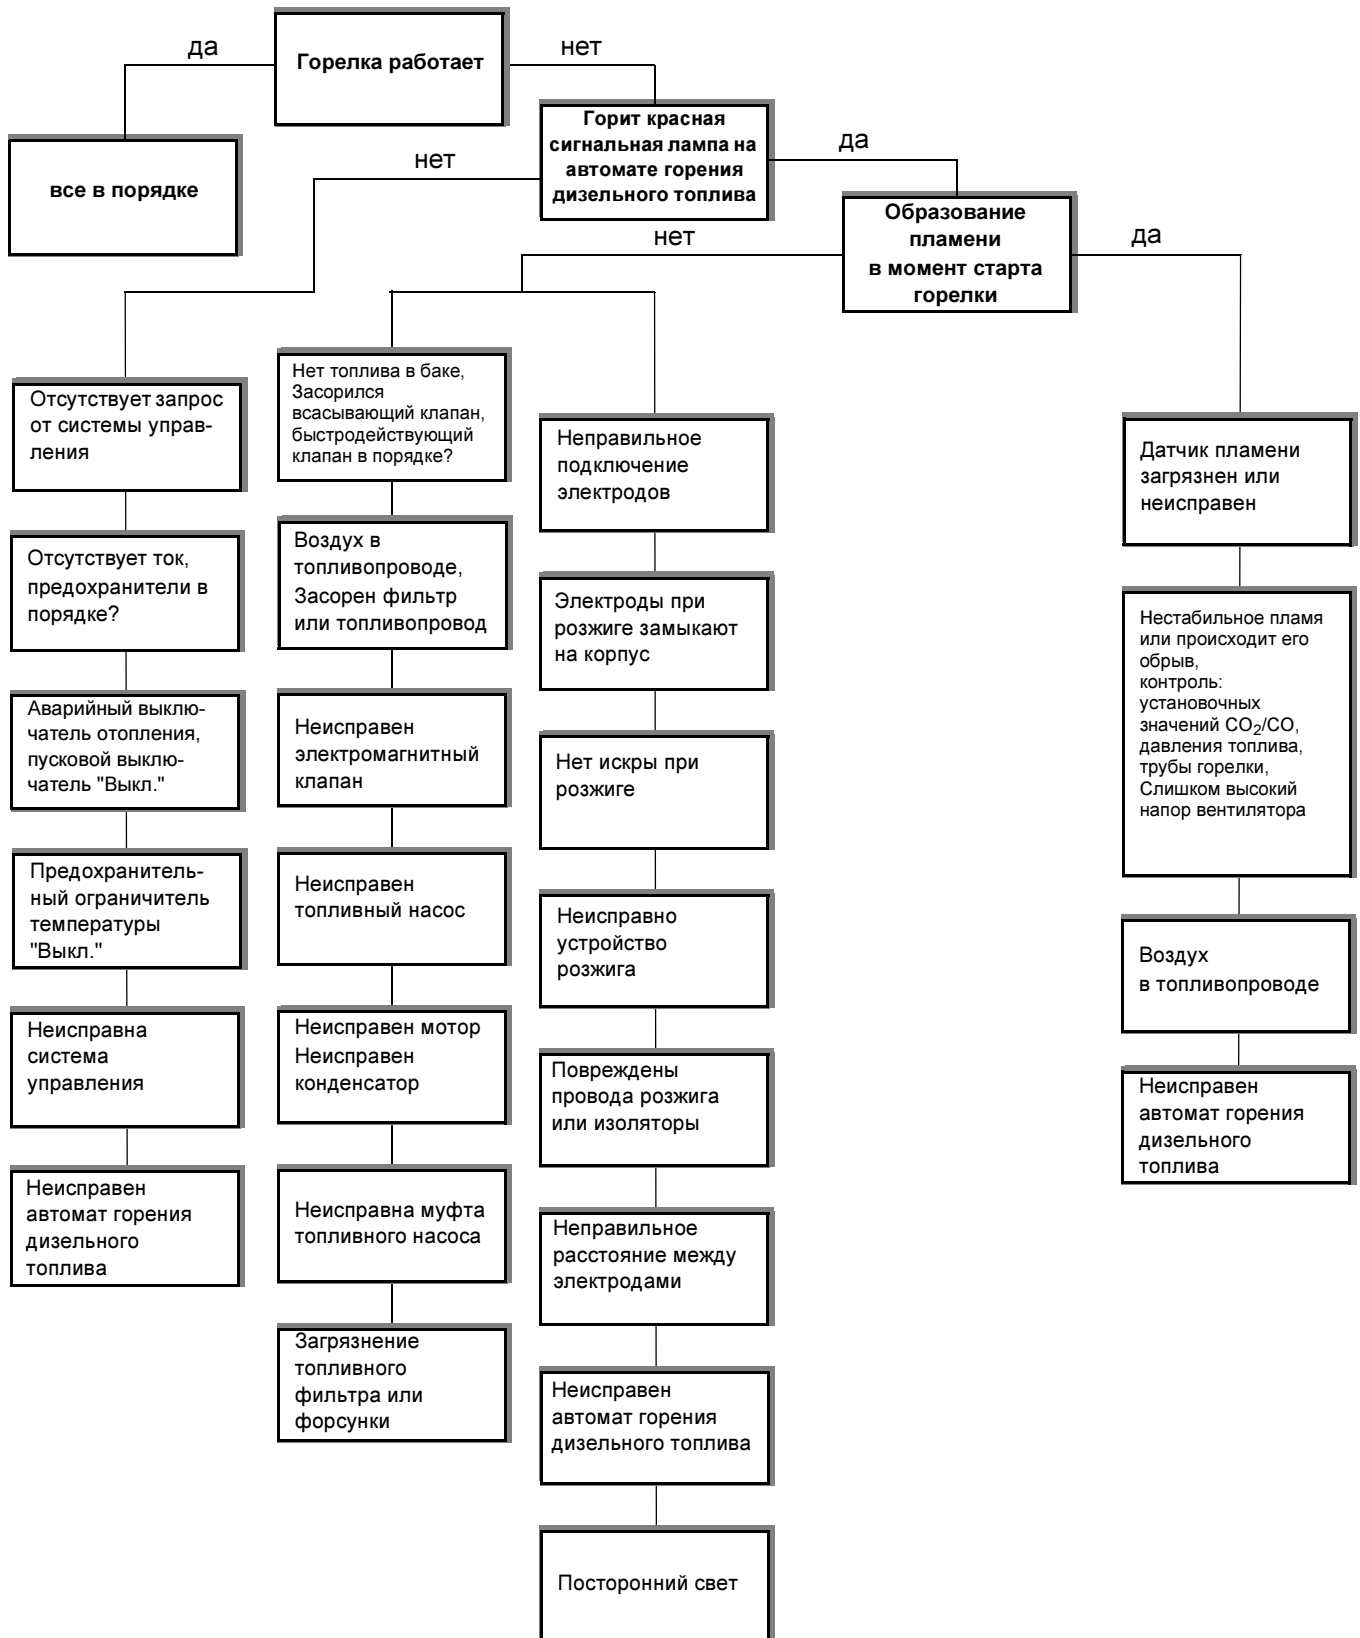 да
Горелка работает
нет
все в порядке
Горит красная
сигнальная лампа на
автомате горения
дизельного топлива
нет
да
Образование
пламени
в момент старта
горелки
нет
да
Отсутствует запрос
от системы управ-
ления
Отсутствует ток,
предохранители в
порядке?
Аварийный выклю-
чатель отопления,
пусковой выклю-
чатель "Выкл."
Предохранитель-
ный ограничитель
температуры
"Выкл."
Неисправна
система
управления
Неисправен
автомат горения
дизельного
топлива
Нет топлива в баке,
Засорился
всасывающий клапан,
быстродействующий
клапан в порядке?
Воздух в
топливопроводе,
Засорен фильтр
или топливопровод
Неисправен
электромагнитный
клапан
Неисправен
топливный насос
Неисправен мотор
Неисправен
конденсатор
Неисправна муфта
топливного насоса
Загрязнение
топливного
фильтра или
форсунки
Неправильное
подключение
электродов
Электроды при
розжиге замыкают
на корпус
Нет искры при
розжиге
Неисправно
устройство
розжига
Повреждены
провода розжига
или изоляторы
Неправильное
расстояние между
электродами
Неисправен
автомат горения
дизельного топлива
Посторонний свет
Датчик пламени
загрязнен или
неисправен
Нестабильное пламя
или происходит его
обрыв,
контроль:
установочных
значений CO2/CO,
давления топлива,
трубы горелки,
Слишком высокий
напор вентилятора
Воздух
в топливопроводе
Неисправен
автомат горения
дизельного
топлива